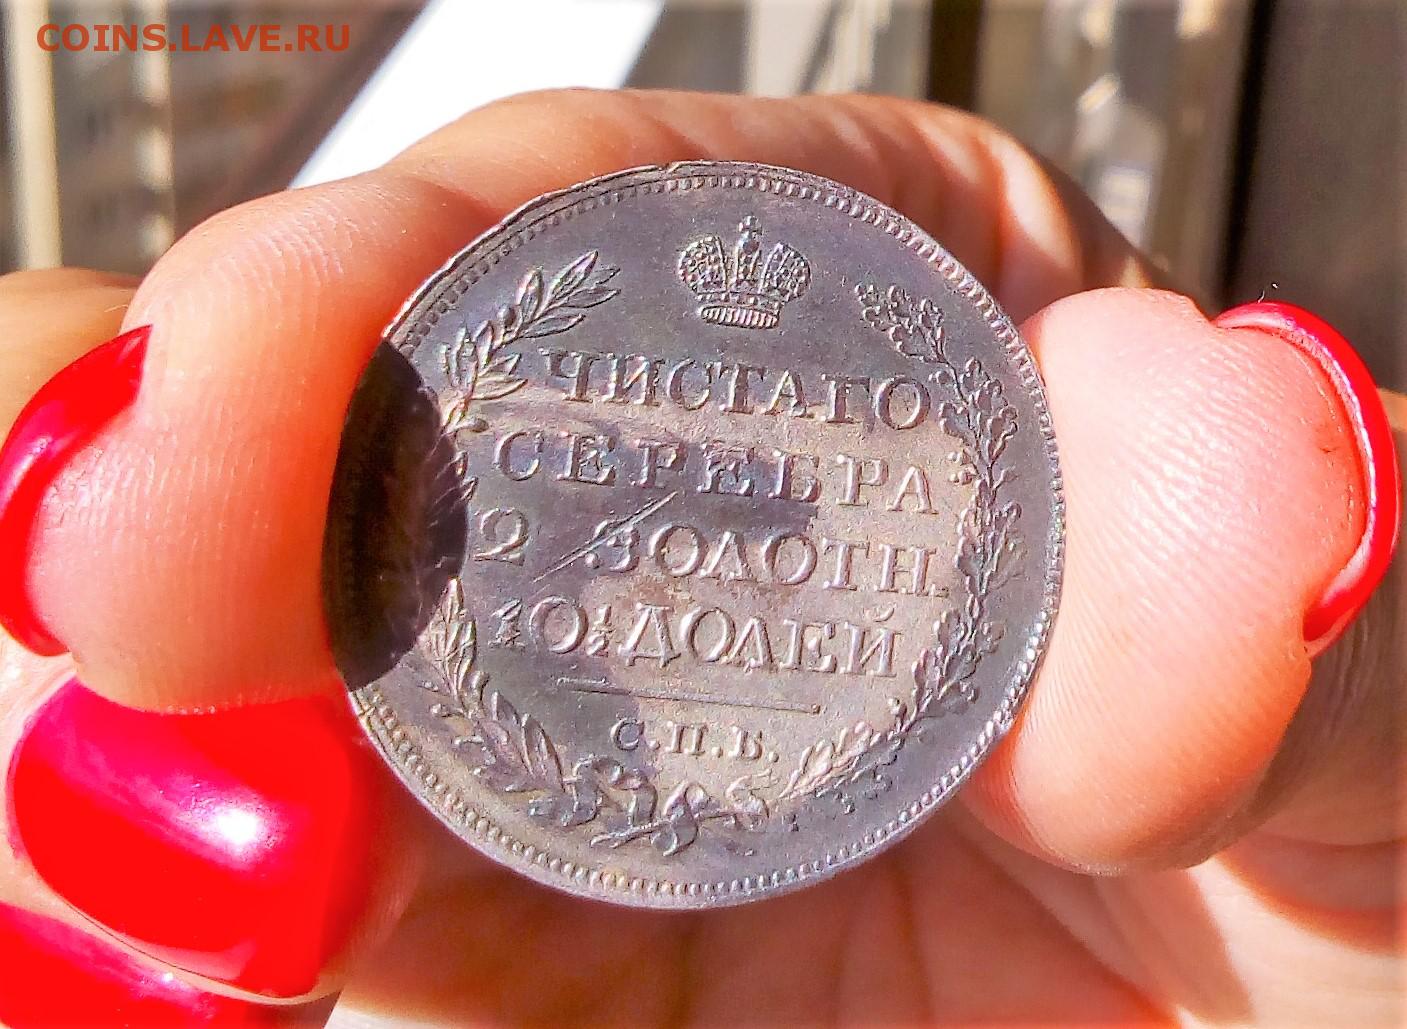 COINS.LAVE.RU
ЧИСТАГО
СЕРЕБРА
2 ЗОЛОТН.
10½ ДОЛЕЙ
С.П.Б.